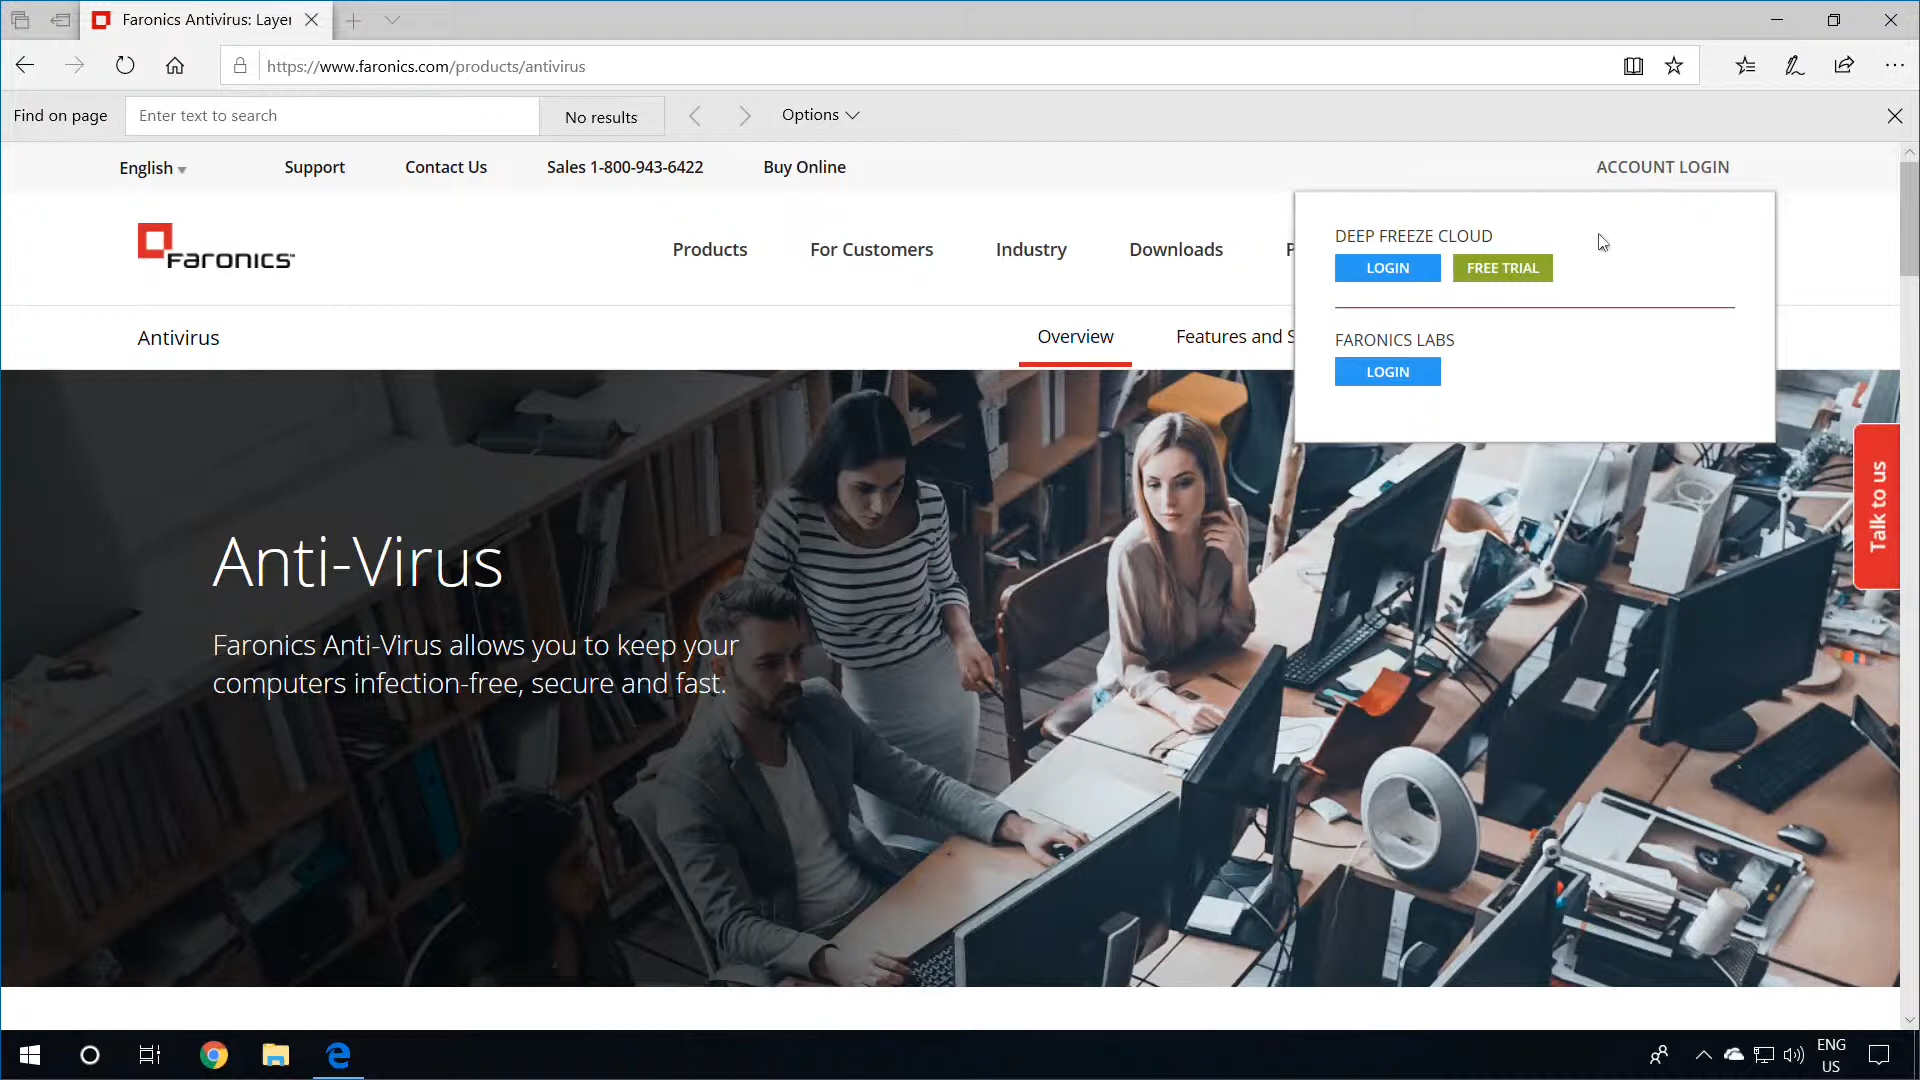 Faronics Antivirus: Layer
https://www.faronics.com/products/antivirus
Find on page
Enter text to search
No results
Options
English
Support
Contact Us
Sales 1-800-943-6422
Buy Online
ACCOUNT LOGIN
FARONICS™
Products
For Customers
Industry
Downloads
P
DEEP FREEZE CLOUD
LOGIN
FREE TRIAL
FARONICS LABS
LOGIN
Antivirus
Overview
Features and S
Anti-Virus
Faronics Anti-Virus allows you to keep your
computers infection-free, secure and fast.
Talk to us
ENG
US